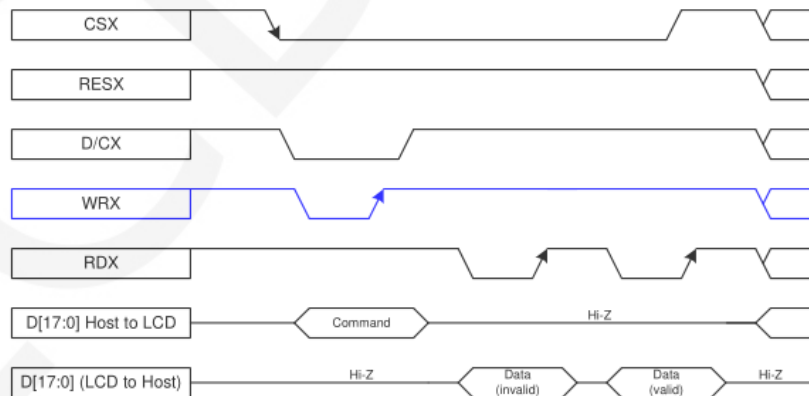 CSX
RESX
D/CX
WRX
RDX
D[17:0] Host to LCD
Command
Hi-Z
D[17:0] (LCD to Host)
Hi-Z
Data
(invalid)
Data
(valid)
Hi-Z